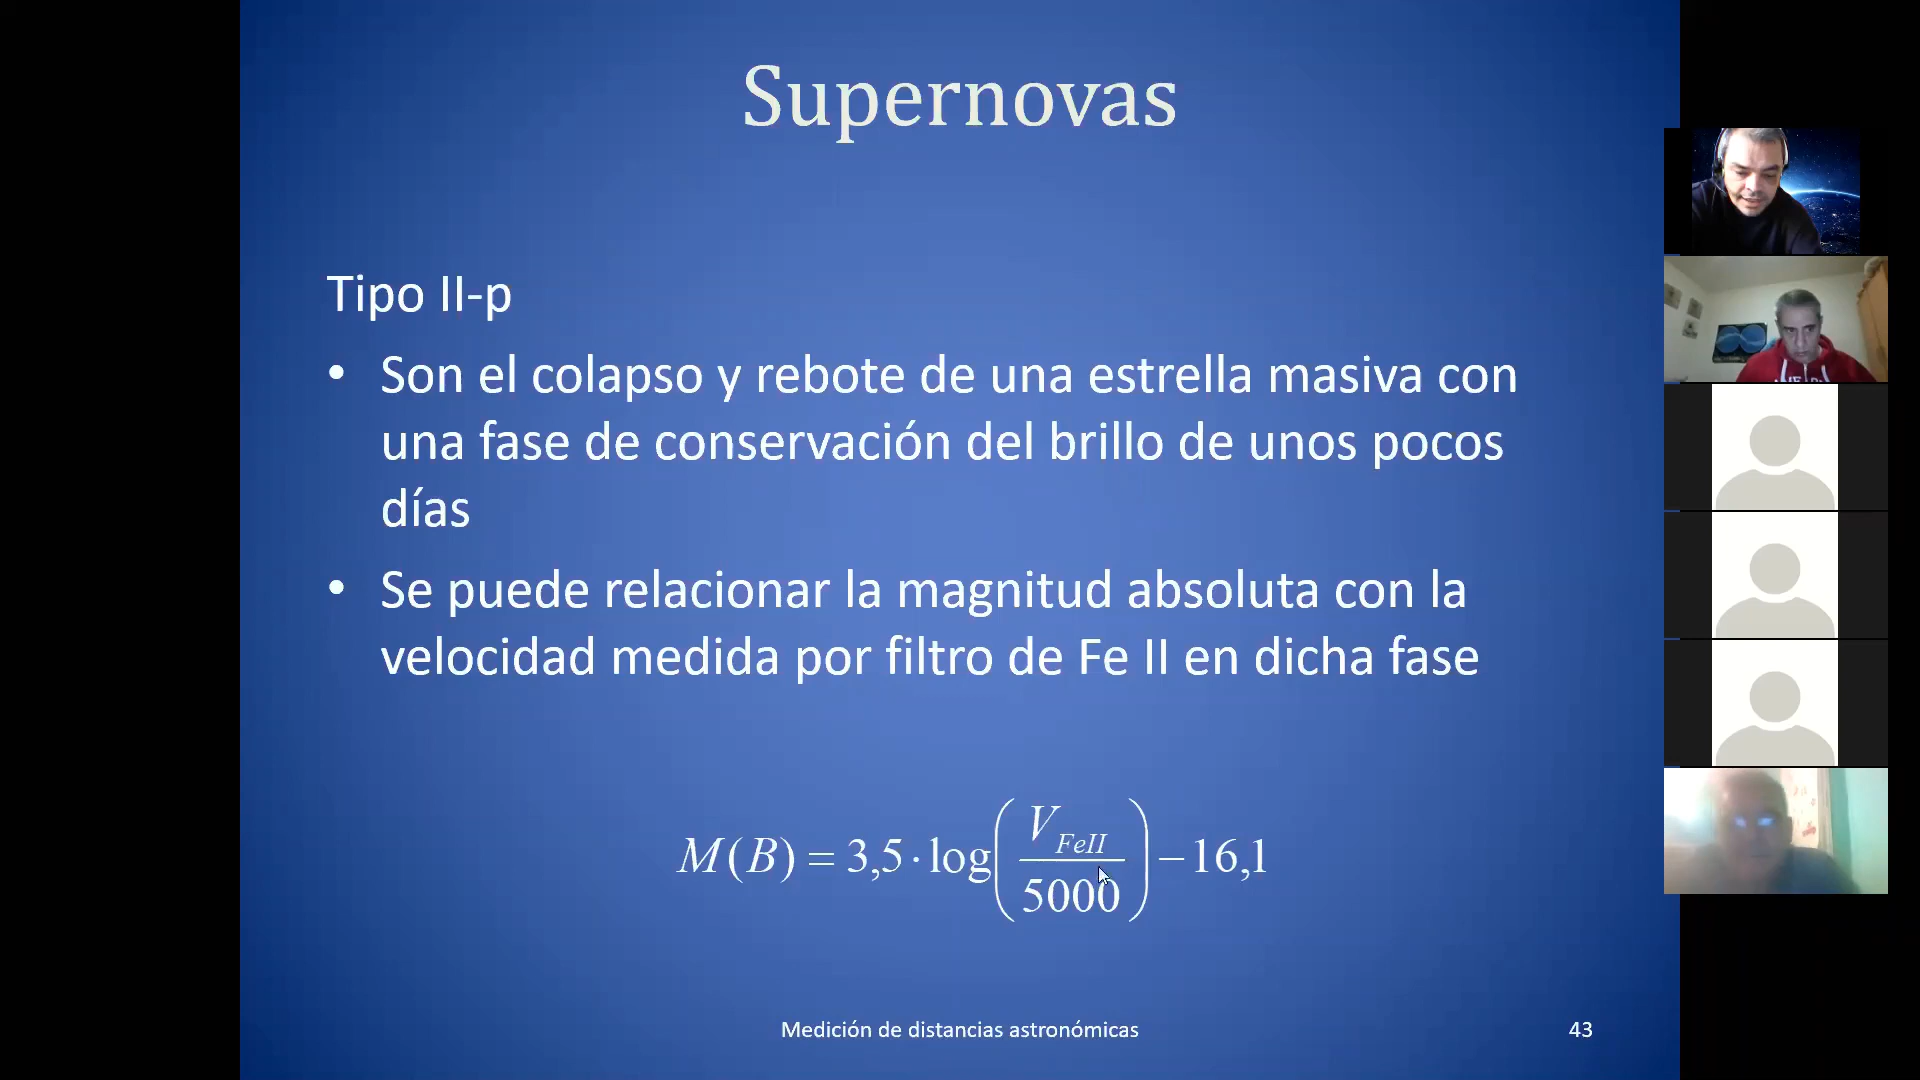 Supernovas
Tipo II-p
• Son el colapso y rebote de una estrella masiva con
una fase de conservación del brillo de unos pocos
días
• Se puede relacionar la magnitud absoluta con la
velocidad medida por filtro de Fe II en dicha fase
M(B) = 3,5 · log(V_FeII / 5000) − 16,1
Medición de distancias astronómicas
43